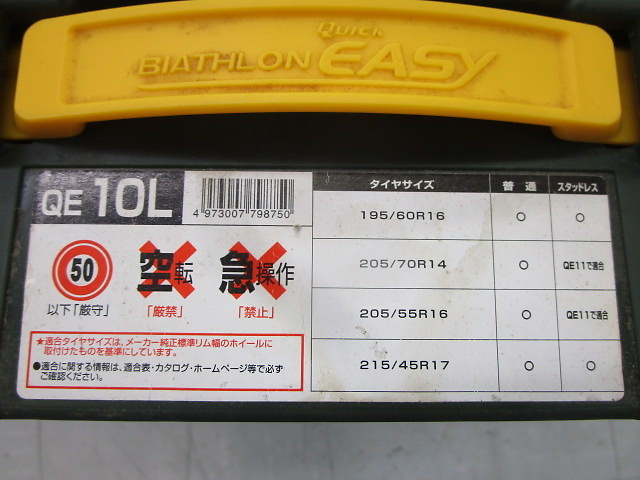 QUICK
BIATHLON EASY
QE 10L
4 973007 798750
50
以下「厳守」
空転
「厳禁」
急操作
「禁止」
★適合タイヤサイズは、メーカー純正標準リム幅のホイールに
取付けたものを基準にしています。
●適合に関する情報は、適合表・カタログ・ホームページ等で必ず
ご確認ください。
タイヤサイズ 普通 スタッドレス
195/60R16 ○ ○
205/70R14 ○ QE11で適合
205/55R16 ○ QE11で適合
215/45R17 ○ ○